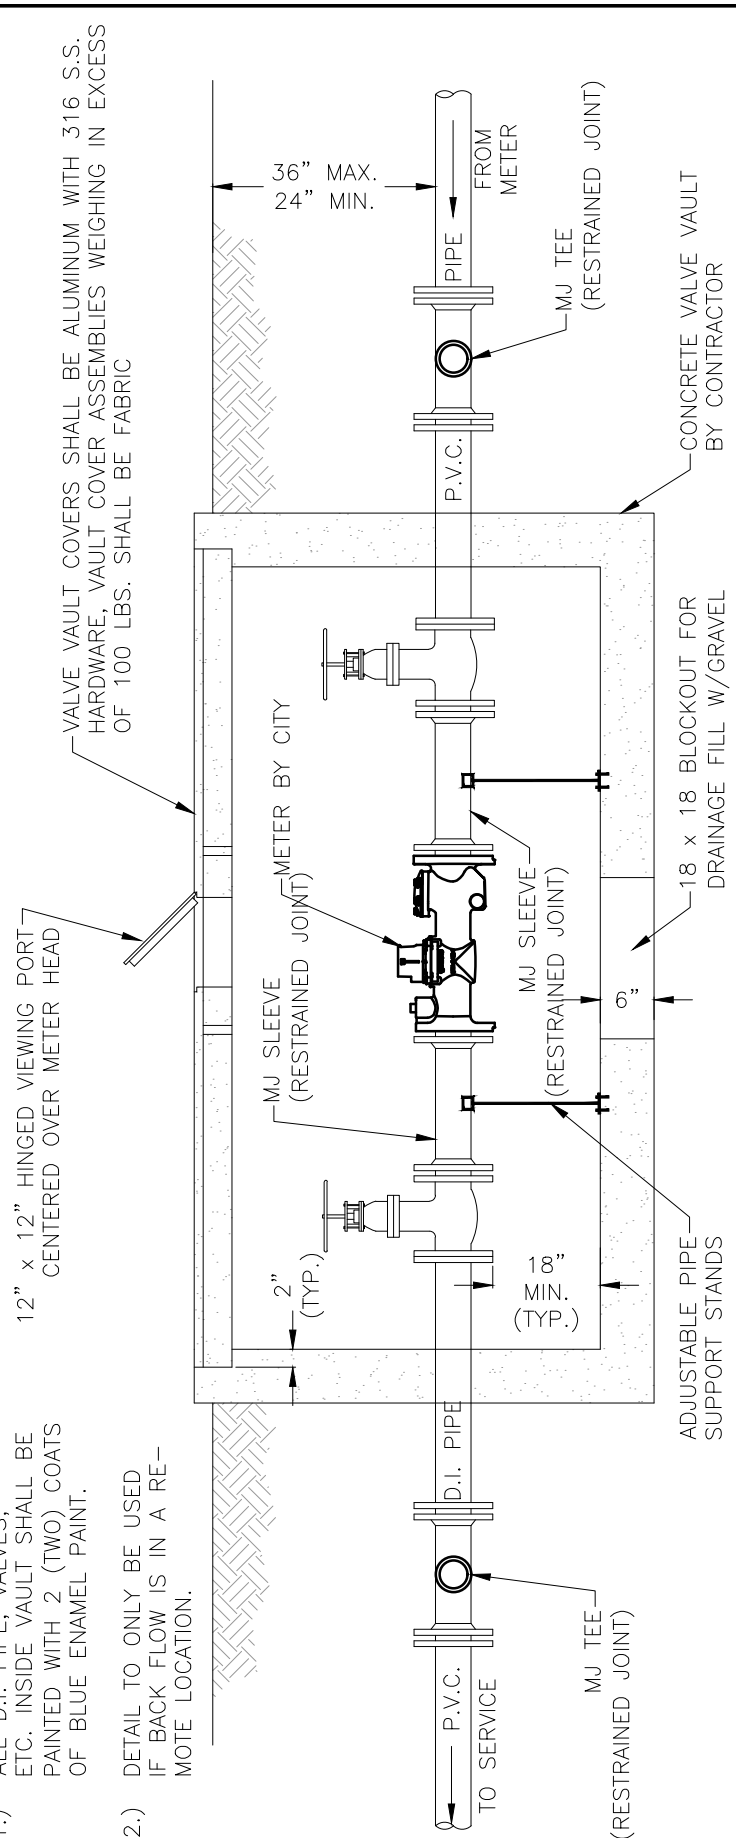 1.) ALL D.I. PIPE, VALVES,
ETC. INSIDE VAULT SHALL BE
PAINTED WITH 2 (TWO) COATS
OF BLUE ENAMEL PAINT.
2.) DETAIL TO ONLY BE USED
IF BACK FLOW IS IN A RE-
MOTE LOCATION.
12” x 12” HINGED VIEWING PORT
CENTERED OVER METER HEAD
VALVE VAULT COVERS SHALL BE ALUMINUM WITH 316 S.S.
HARDWARE, VAULT COVER ASSEMBLIES WEIGHING IN EXCESS
OF 100 LBS. SHALL BE FABRIC
36” MAX.
24” MIN.
2”
(TYP.)
MJ SLEEVE
(RESTRAINED JOINT)
METER BY CITY
P.V.C.
TO SERVICE
D.I. PIPE
P.V.C.
PIPE
FROM
METER
18”
MIN.
(TYP.)
MJ SLEEVE
(RESTRAINED JOINT)
MJ TEE
(RESTRAINED JOINT)
6”
MJ TEE
(RESTRAINED JOINT)
ADJUSTABLE PIPE
SUPPORT STANDS
18 x 18 BLOCKOUT FOR
DRAINAGE FILL W/GRAVEL
CONCRETE VALVE VAULT
BY CONTRACTOR